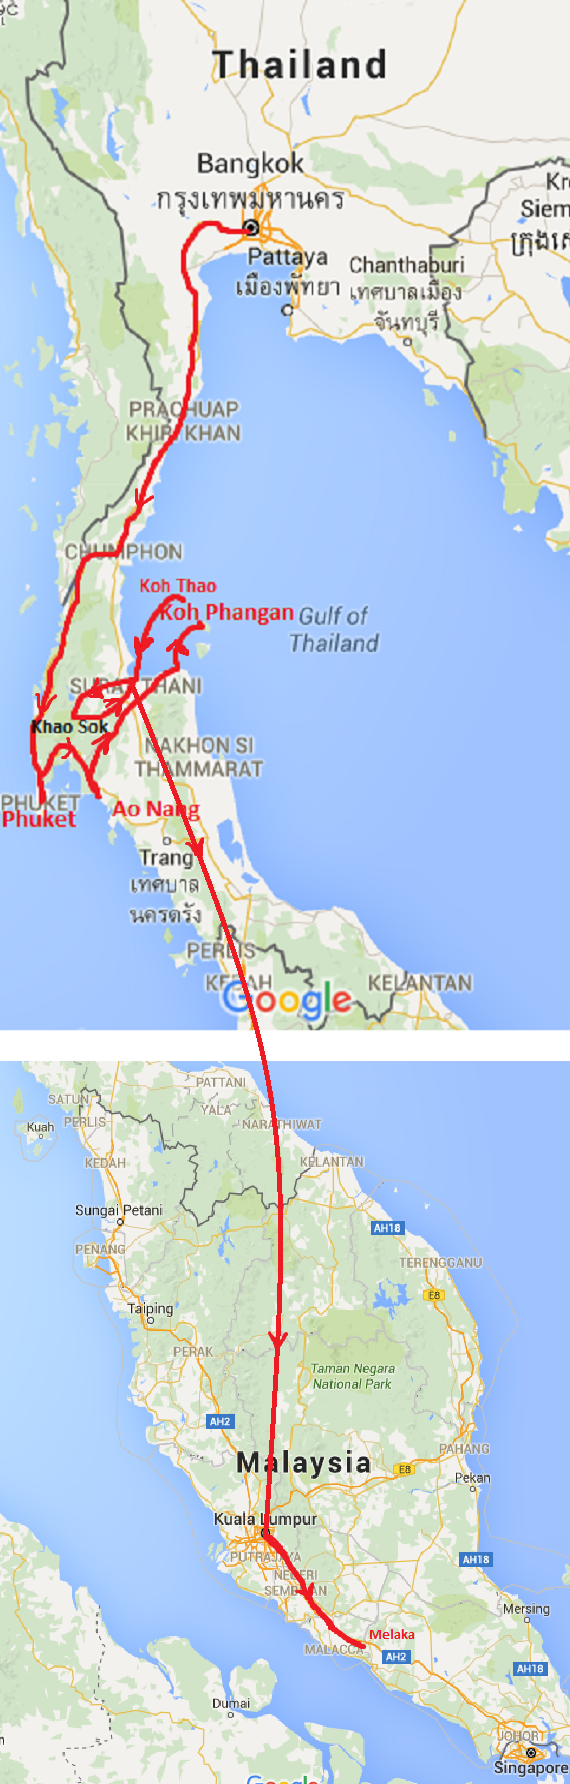 Thailand
Bangkok
กรุงเทพมหานคร
Kr
Siem
Pattaya
เมืองพัทยา
Chanthaburi
เทศบาลเมือง
จันทบุรี
PRACHUAP
KHIRI KHAN
CHUMPHON
Koh Thao
Koh Phangan
Gulf of
Thailand
SURAT THANI
Khao Sok
NAKHON SI
THAMMARAT
PHUKET
Phuket
Ao Nang
Trang
เทศบาล
นครตรัง
PERLIS
KEDAH
KELANTAN
Google
PATTANI
SATUN
YALA
PERLIS
NARATHIWAT
Kuah
KEDAH
KELANTAN
Sungai Petani
AH18
PENANG
TERENGGANU
E8
Taiping
PERAK
Taman Negara
National Park
AH2
PAHANG
Malaysia
E8
Pekan
Kuala Lumpur
PUTRAJAYA
AH18
NEGERI
SEMBILAN
Mersing
Melaka
MALACCA
AH2
AH18
Dumai
JOHOR
Singapore
Google